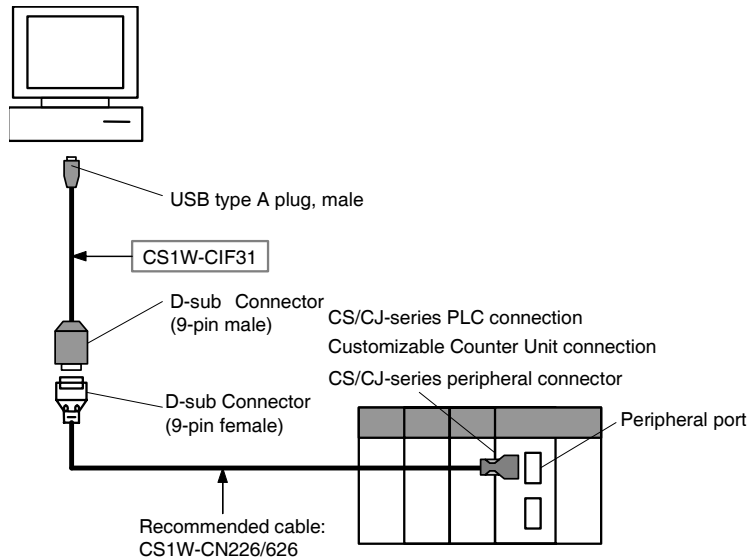 USB type A plug, male
CS1W-CIF31
D-sub Connector
(9-pin male)
CS/CJ-series PLC connection
Customizable Counter Unit connection
CS/CJ-series peripheral connector
D-sub Connector
(9-pin female)
Peripheral port
Recommended cable:
CS1W-CN226/626